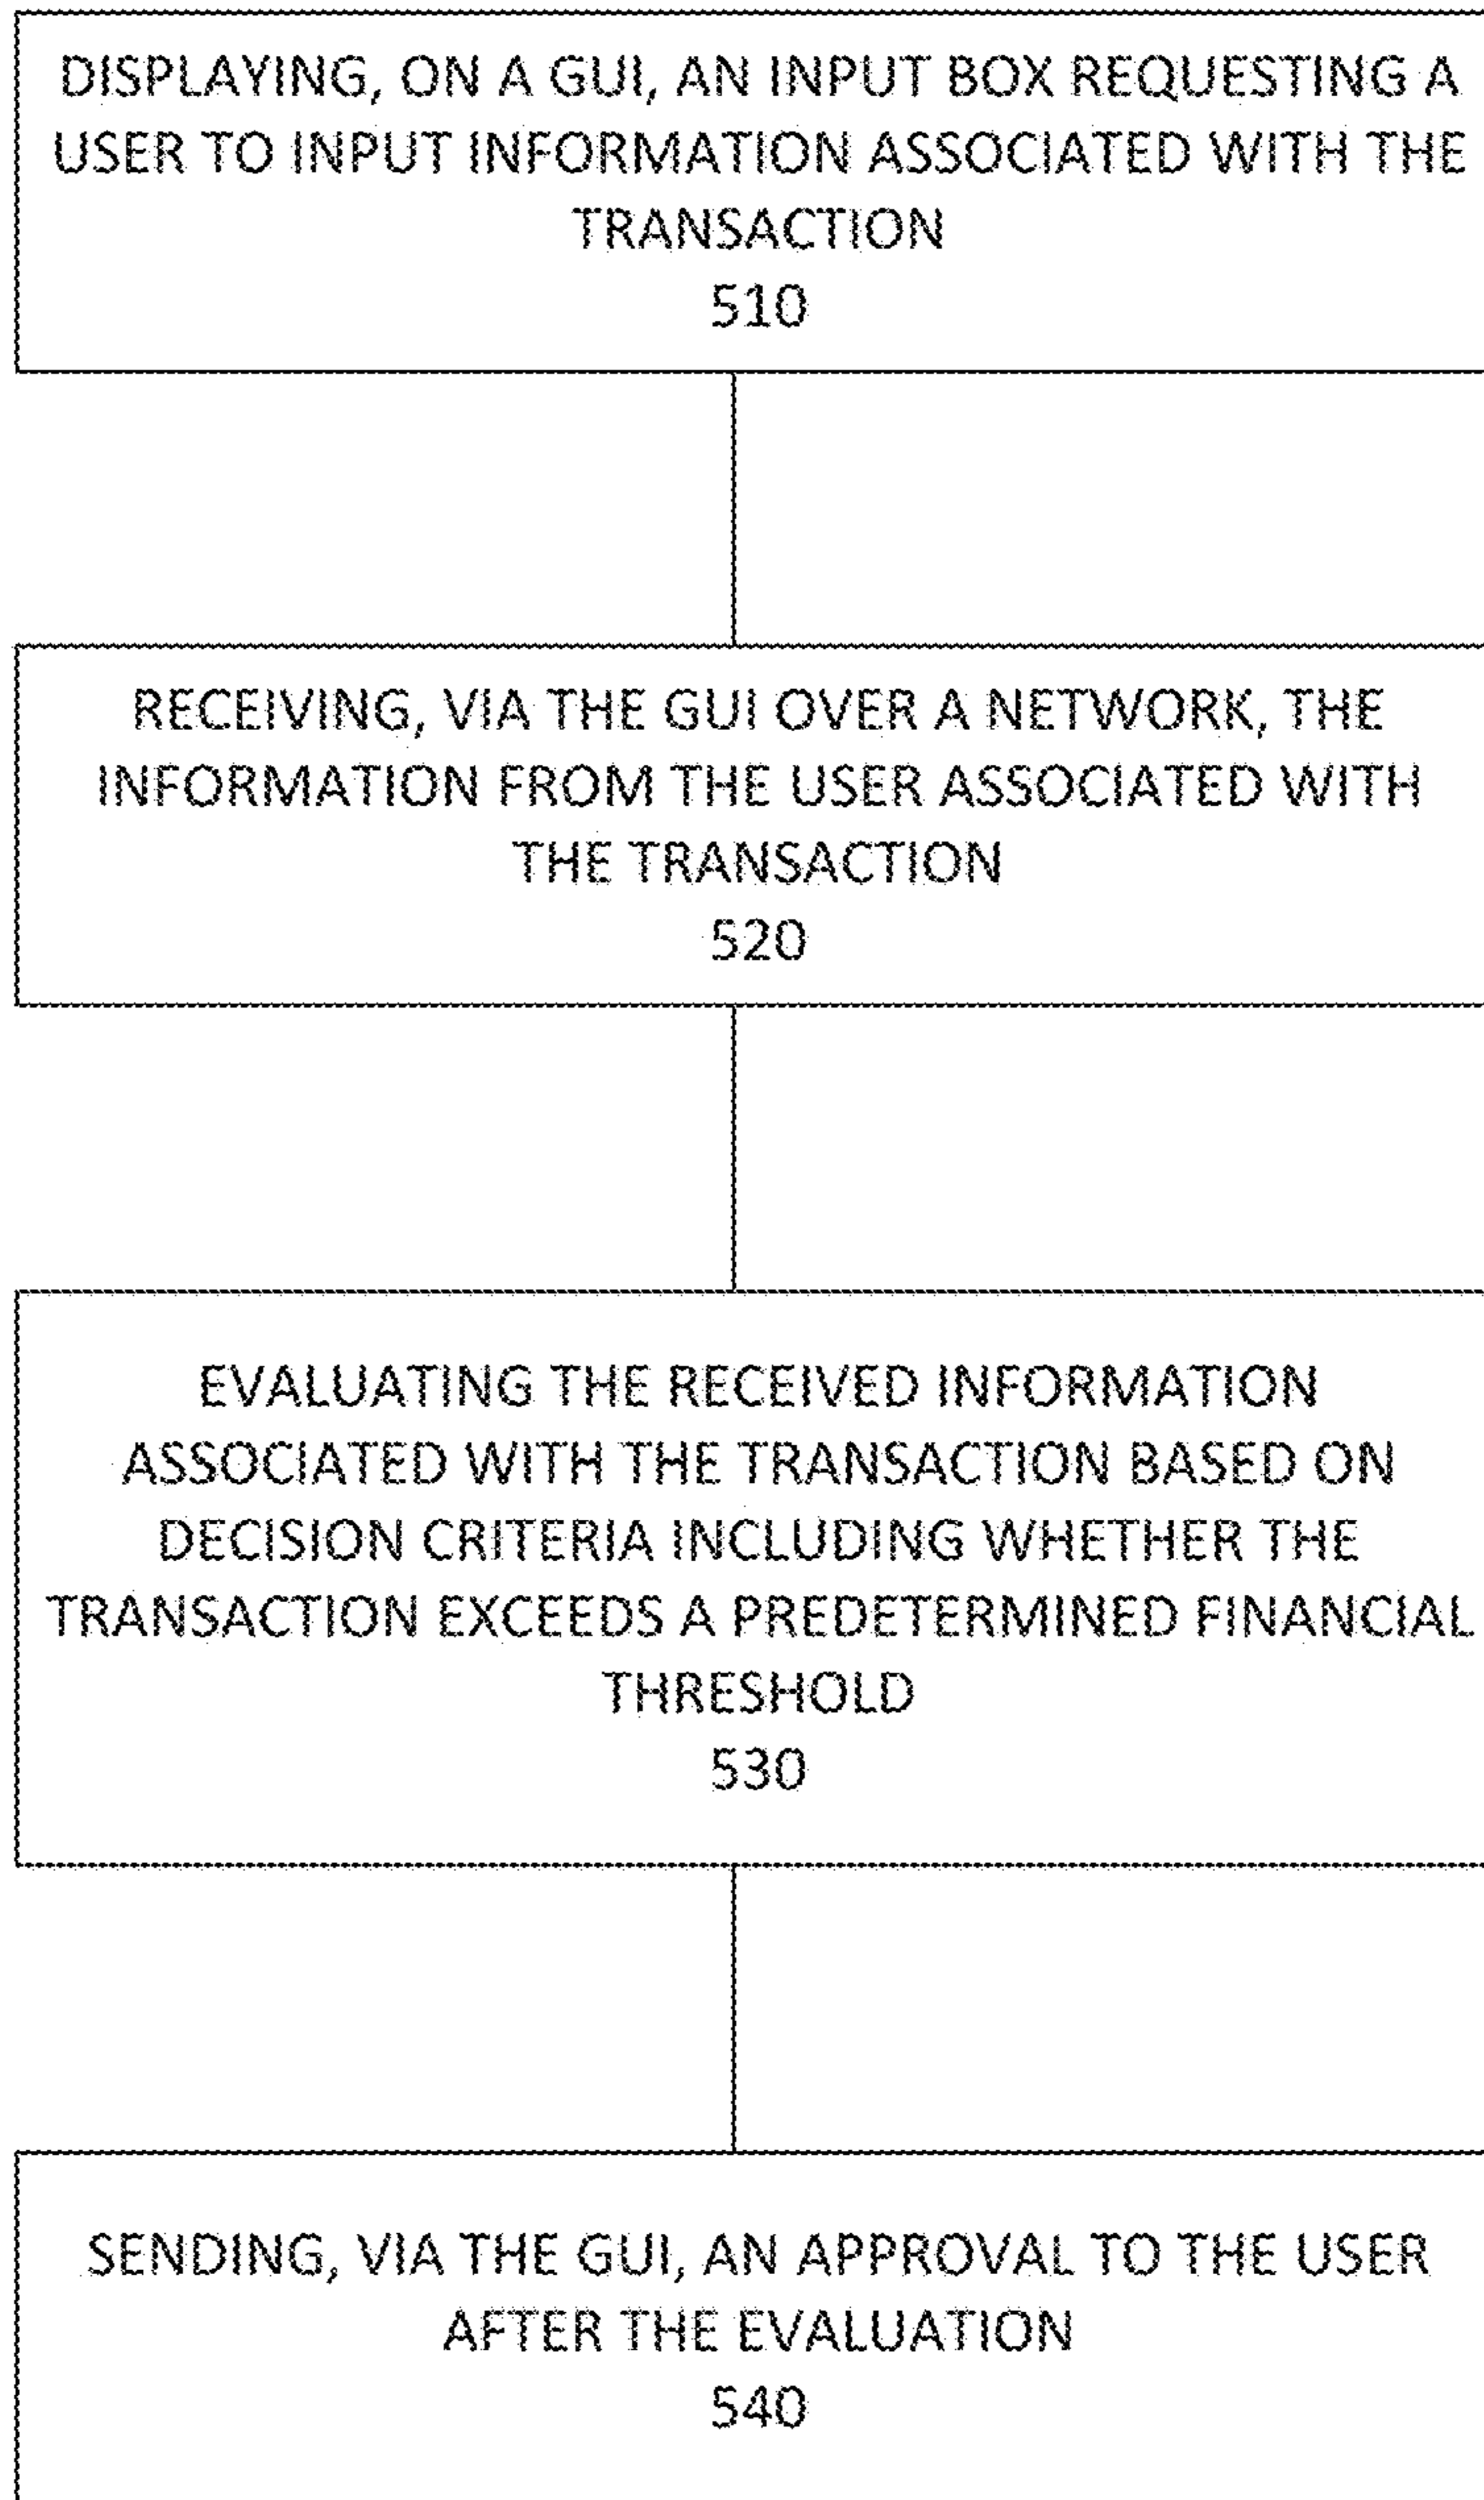 DISPLAYING, ON A GUI, AN INPUT BOX REQUESTING A
USER TO INPUT INFORMATION ASSOCIATED WITH THE
TRANSACTION
510
RECEIVING, VIA THE GUI OVER A NETWORK, THE
INFORMATION FROM THE USER ASSOCIATED WITH
THE TRANSACTION
520
EVALUATING THE RECEIVED INFORMATION
ASSOCIATED WITH THE TRANSACTION BASED ON
DECISION CRITERIA INCLUDING WHETHER THE
TRANSACTION EXCEEDS A PREDETERMINED FINANCIAL
THRESHOLD
530
SENDING, VIA THE GUI, AN APPROVAL TO THE USER
AFTER THE EVALUATION
540